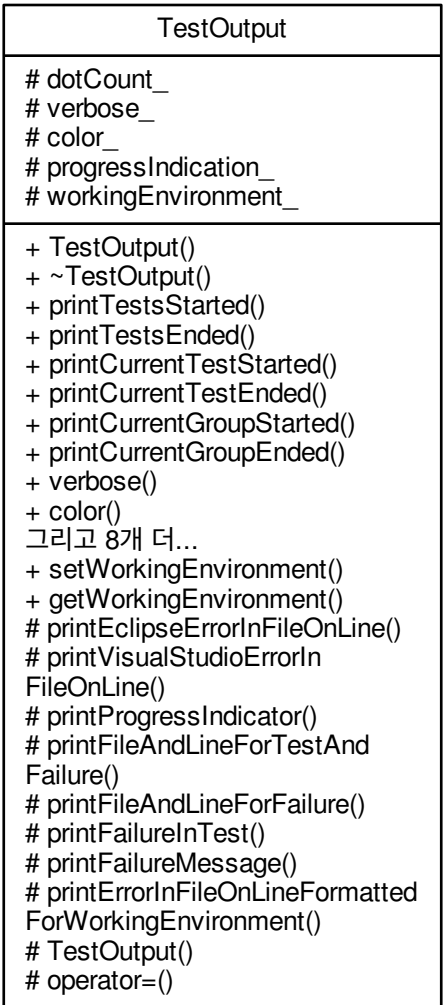 TestOutput
# dotCount_
# verbose_
# color_
# progressIndication_
# workingEnvironment_
+ TestOutput()
+ ~TestOutput()
+ printTestsStarted()
+ printTestsEnded()
+ printCurrentTestStarted()
+ printCurrentTestEnded()
+ printCurrentGroupStarted()
+ printCurrentGroupEnded()
+ verbose()
+ color()
그리고 8개 더...
+ setWorkingEnvironment()
+ getWorkingEnvironment()
# printEclipseErrorInFileOnLine()
# printVisualStudioErrorIn
FileOnLine()
# printProgressIndicator()
# printFileAndLineForTestAnd
Failure()
# printFileAndLineForFailure()
# printFailureInTest()
# printFailureMessage()
# printErrorInFileOnLineFormatted
ForWorkingEnvironment()
# TestOutput()
# operator=()